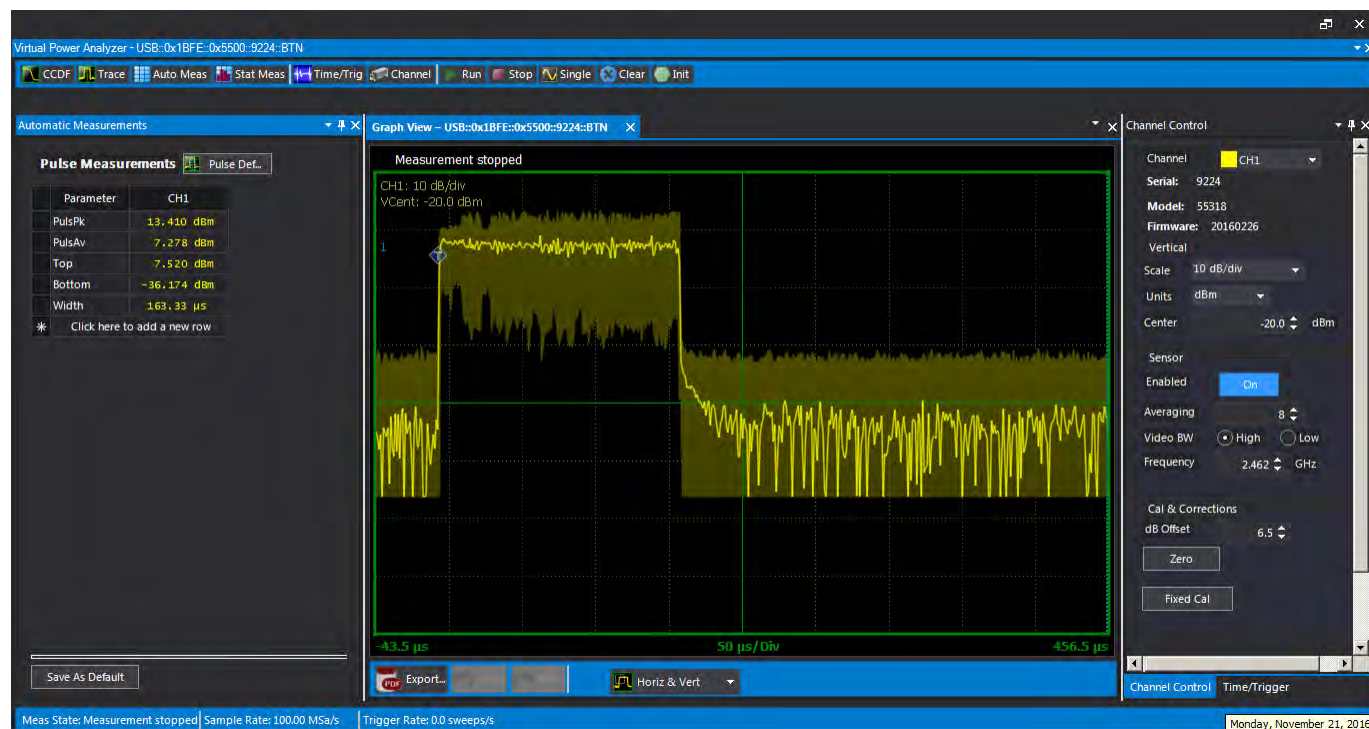 Virtual Power Analyzer - USB::0x1BFE::0x5500::9224::BTN
CCDF Trace Auto Meas Stat Meas Time/Trig Channel Run Stop Single Clear Init
Automatic Measurements
Pulse Measurements Pulse Def...
Parameter CH1
PulsPk 13.410 dBm
PulsAv 7.278 dBm
Top 7.520 dBm
Bottom -36.174 dBm
Width 163.33 µs
Click here to add a new row
Save As Default
Graph View – USB::0x1BFE::0x5500::9224::BTN X
Measurement stopped
CH1: 10 dB/div
VCent: -20.0 dBm
1
T
-43.5 µs 50 µs/Div 456.5 µs
PDF Export...
Horiz & Vert
Channel Control
Channel CH1
Serial: 9224
Model: 55318
Firmware: 20160226
Vertical
Scale 10 dB/div
Units dBm
Center -20.0 dBm
Sensor
Enabled On
Averaging 8
Video BW High Low
Frequency 2.462 GHz
Cal & Corrections
dB Offset 6.5
Zero
Fixed Cal
Channel Control Time/Trigger
Meas State: Measurement stopped Sample Rate: 100.00 MSa/s Trigger Rate: 0.0 sweeps/s
Monday, November 21, 2016